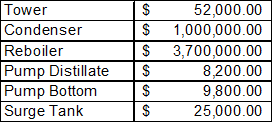 Tower $ 52,000.00
Condenser $ 1,000,000.00
Reboiler $ 3,700,000.00
Pump Distillate $ 8,200.00
Pump Bottom $ 9,800.00
Surge Tank $ 25,000.00